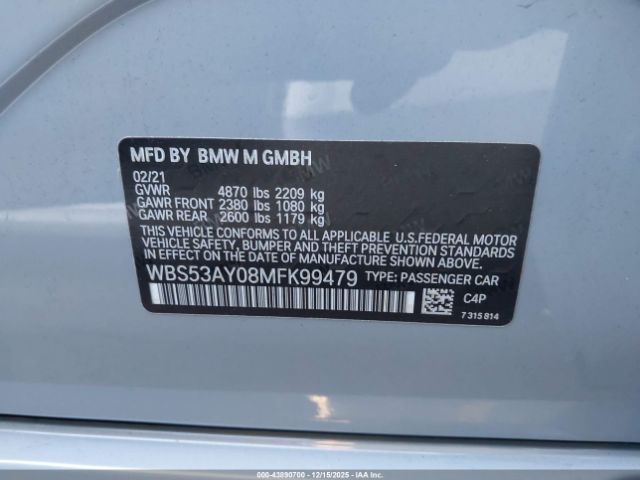 MFD BY BMW M GMBH
02/21
GVWR 4870 lbs 2209 kg
GAWR FRONT 2380 lbs 1080 kg
GAWR REAR 2600 lbs 1179 kg
THIS VEHICLE CONFORMS TO ALL APPLICABLE U.S.FEDERAL MOTOR
VEHICLE SAFETY, BUMPER AND THEFT PREVENTION STANDARDS
IN EFFECT ON THE DATE OF MANUFACTURE SHOWN ABOVE.
WBS53AY08MFK99479 TYPE: PASSENGER CAR
C4P
7 315 814
000-43890700 - 12/15/2025 - IAAI.COM